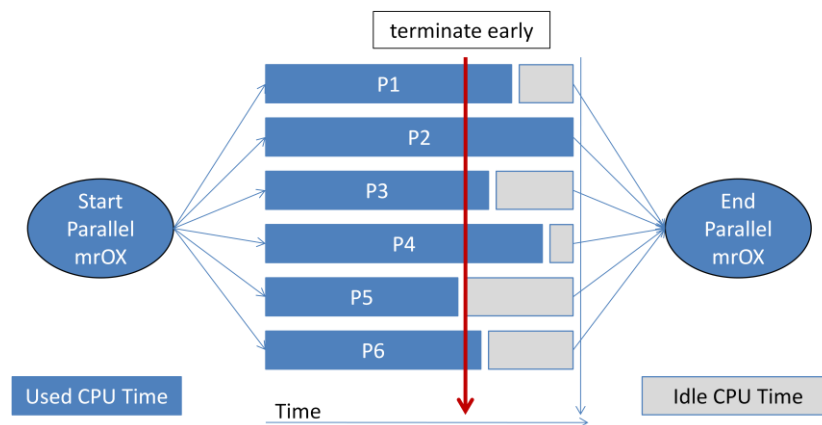 terminate early
P1
P2
P3
P4
P5
P6
Start
Parallel
mrOX
End
Parallel
mrOX
Used CPU Time
Time
Idle CPU Time